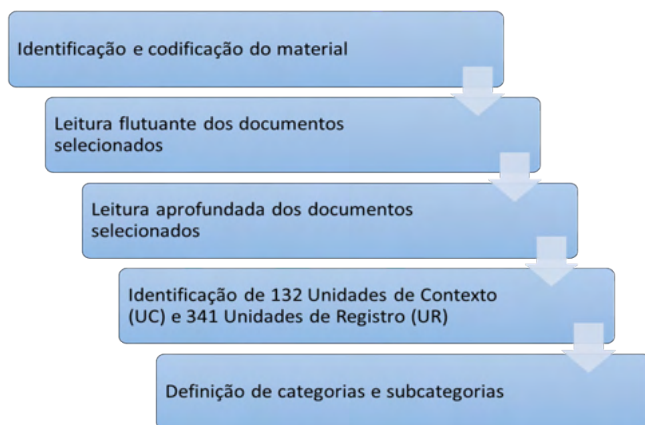 Identificação e codificação do material
Leitura flutuante dos documentos
selecionados
Leitura aprofundada dos documentos
selecionados
Identificação de 132 Unidades de Contexto
(UC) e 341 Unidades de Registro (UR)
Definição de categorias e subcategorias